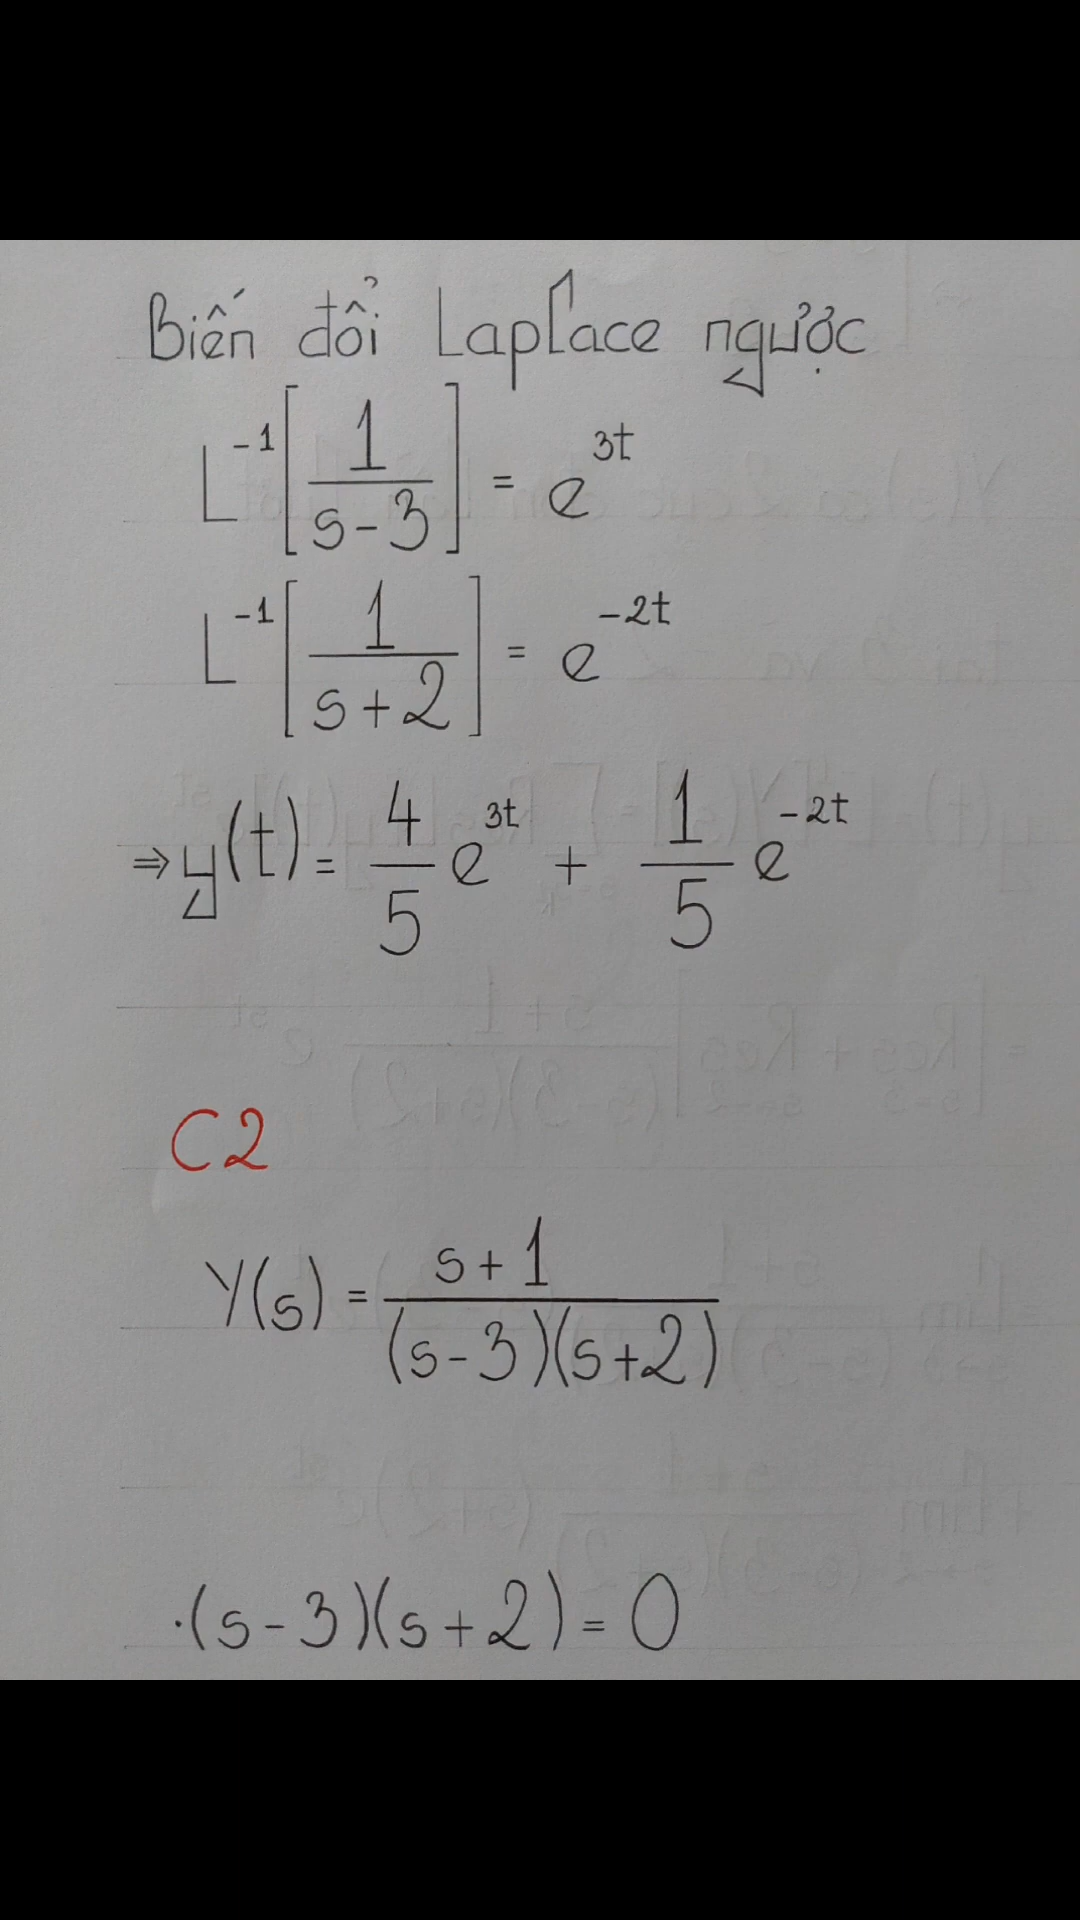 Biến đổi Laplace ngược
L^-1 [ 1/(s-3) ] = e^3t
L^-1 [ 1/(s+2) ] = e^-2t
⇒ y(t) = 4/5 e^3t + 1/5 e^-2t
C2
Y(s) = (s+1)/((s-3)(s+2))
·(s-3)(s+2) = 0